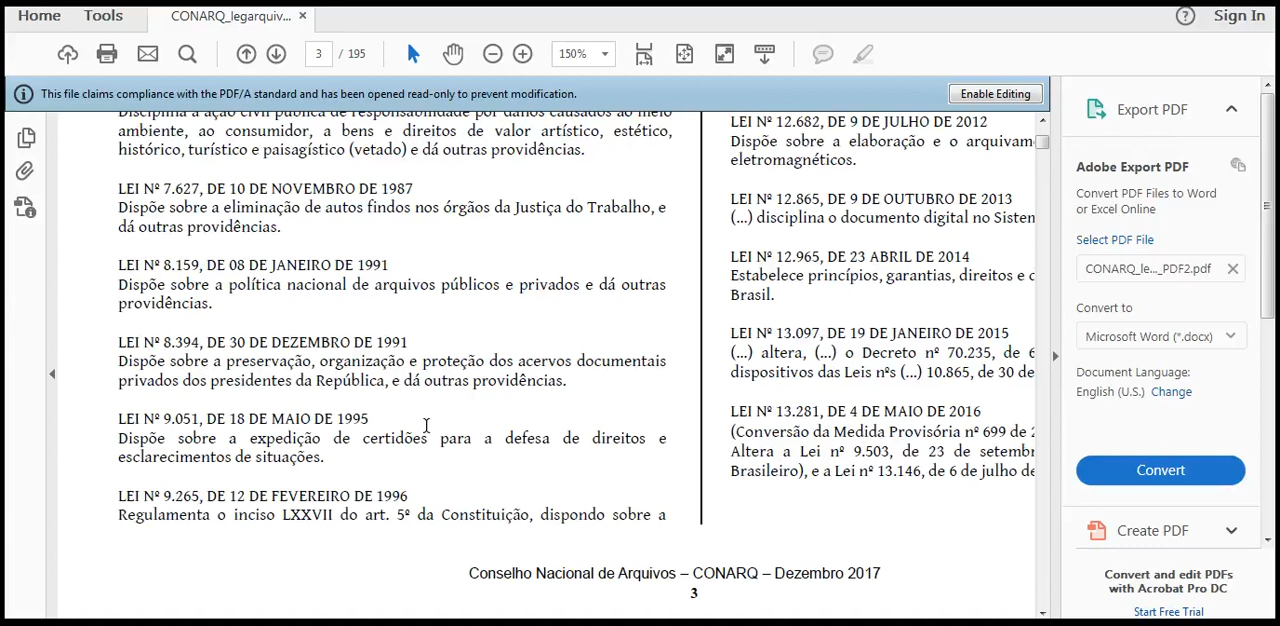 Home
Tools
CONARQ_legarquiv... ×
Sign In
3 / 195
150%
This file claims compliance with the PDF/A standard and has been opened read-only to prevent modification.
Enable Editing
Disciplina a ação civil pública de responsabilidade por danos causados ao meio
ambiente, ao consumidor, a bens e direitos de valor artístico, estético,
histórico, turístico e paisagístico (vetado) e dá outras providências.
LEI Nº 7.627, DE 10 DE NOVEMBRO DE 1987
Dispõe sobre a eliminação de autos findos nos órgãos da Justiça do Trabalho, e
dá outras providências.
LEI Nº 8.159, DE 08 DE JANEIRO DE 1991
Dispõe sobre a política nacional de arquivos públicos e privados e dá outras
providências.
LEI Nº 8.394, DE 30 DE DEZEMBRO DE 1991
Dispõe sobre a preservação, organização e proteção dos acervos documentais
privados dos presidentes da República, e dá outras providências.
LEI Nº 9.051, DE 18 DE MAIO DE 1995
Dispõe sobre a expedição de certidões para a defesa de direitos e
esclarecimentos de situações.
LEI Nº 9.265, DE 12 DE FEVEREIRO DE 1996
Regulamenta o inciso LXXVII do art. 5º da Constituição, dispondo sobre a
LEI Nº 12.682, DE 9 DE JULHO DE 2012
Dispõe sobre a elaboração e o arquivam
eletromagnéticos.
LEI Nº 12.865, DE 9 DE OUTUBRO DE 2013
(...) disciplina o documento digital no Sisten
LEI Nº 12.965, DE 23 ABRIL DE 2014
Estabelece princípios, garantias, direitos e
Brasil.
LEI Nº 13.097, DE 19 DE JANEIRO DE 2015
(...) altera, (...) o Decreto nº 70.235, de 6
dispositivos das Leis nºs (...) 10.865, de 30 de
LEI Nº 13.281, DE 4 DE MAIO DE 2016
(Conversão da Medida Provisória nº 699 de 2
Altera a Lei nº 9.503, de 23 de setemb
Brasileiro), e a Lei nº 13.146, de 6 de julho de
Conselho Nacional de Arquivos – CONARQ – Dezembro 2017
3
Export PDF
Adobe Export PDF
Convert PDF Files to Word
or Excel Online
Select PDF File
CONARQ_le..._PDF2.pdf
Convert to
Microsoft Word (*.docx)
Document Language:
English (U.S.) Change
Convert
Create PDF
Convert and edit PDFs
with Acrobat Pro DC
Start Free Trial